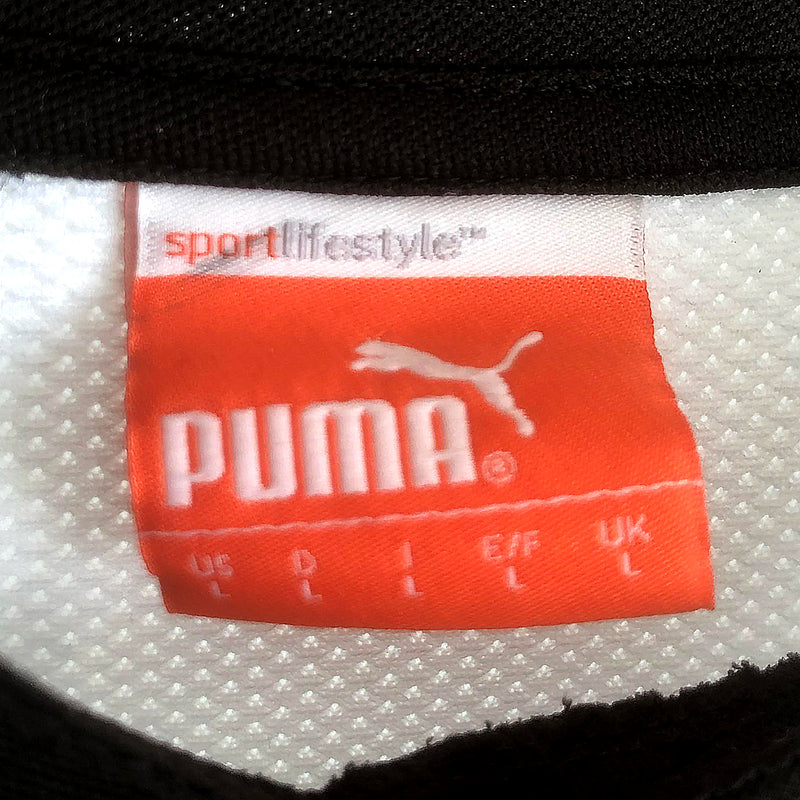 sportlifestyle™
PUMA®
US D I E/F UK
L L L L L